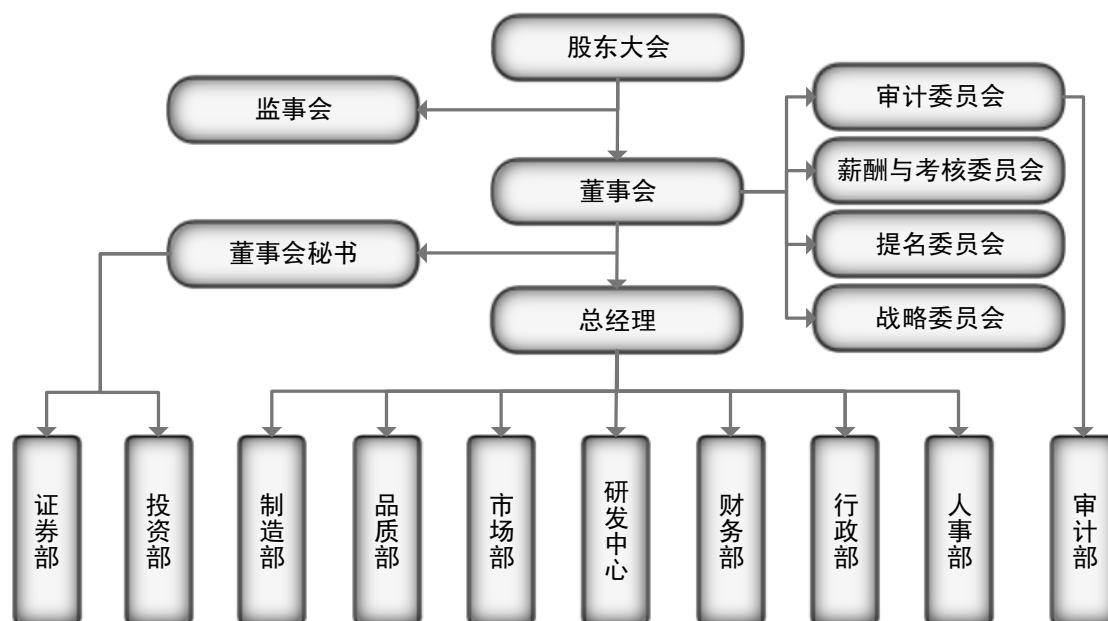 股东大会
监事会
审计委员会
薪酬与考核委员会
董事会
董事会秘书
提名委员会
总经理
战略委员会
证券部
投资部
制造部
品质部
市场部
研发中心
财务部
行政部
人事部
审计部